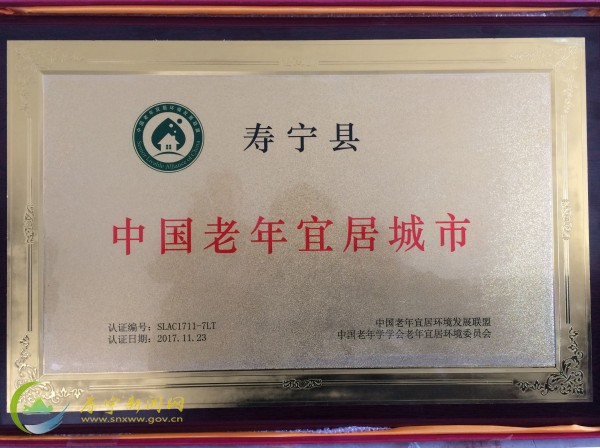 寿宁县
中国老年宜居城市
认证编号：SLAC1711-7LT
认证日期：2017.11.23
中国老年宜居环境发展联盟
中国老年学学会老年宜居环境委员会
寿宁新闻网
www.snxww.gov.cn